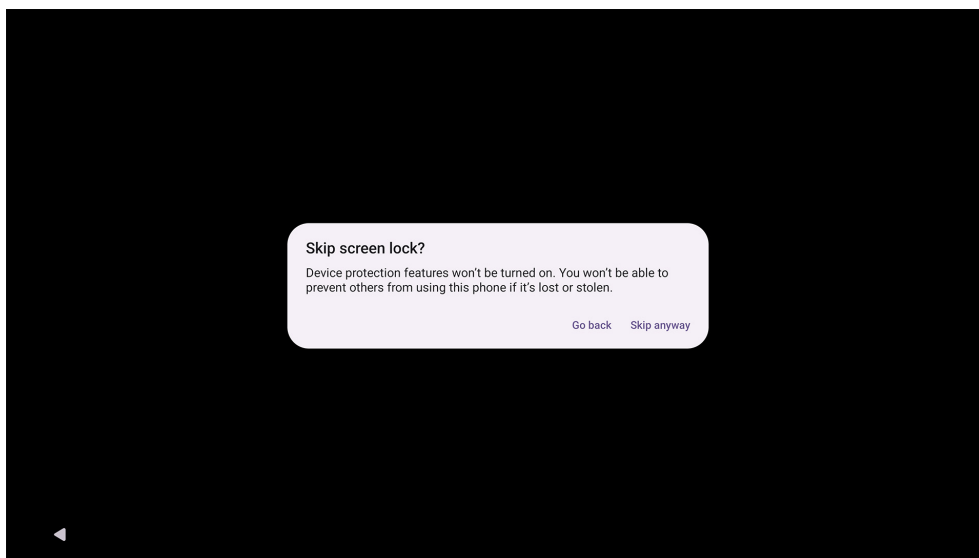 Skip screen lock?
Device protection features won’t be turned on. You won’t be able to
prevent others from using this phone if it’s lost or stolen.
Go back Skip anyway